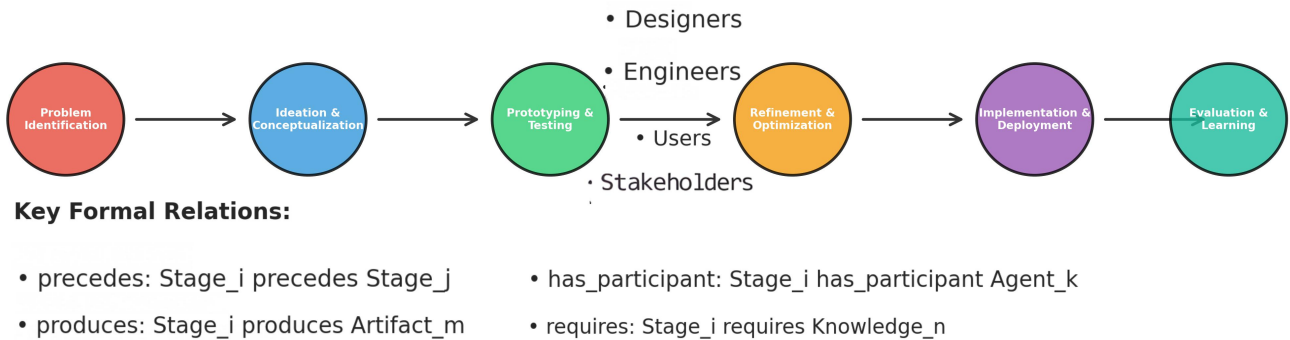 • Designers
• Engineers
Problem
Identification
Ideation &
Conceptualization
Prototyping &
Testing
Refinement &
Optimization
Implementation &
Deployment
Evaluation &
Learning
• Users
• Stakeholders
Key Formal Relations:
• precedes: Stage_i precedes Stage_j
• has_participant: Stage_i has_participant Agent_k
• produces: Stage_i produces Artifact_m
• requires: Stage_i requires Knowledge_n